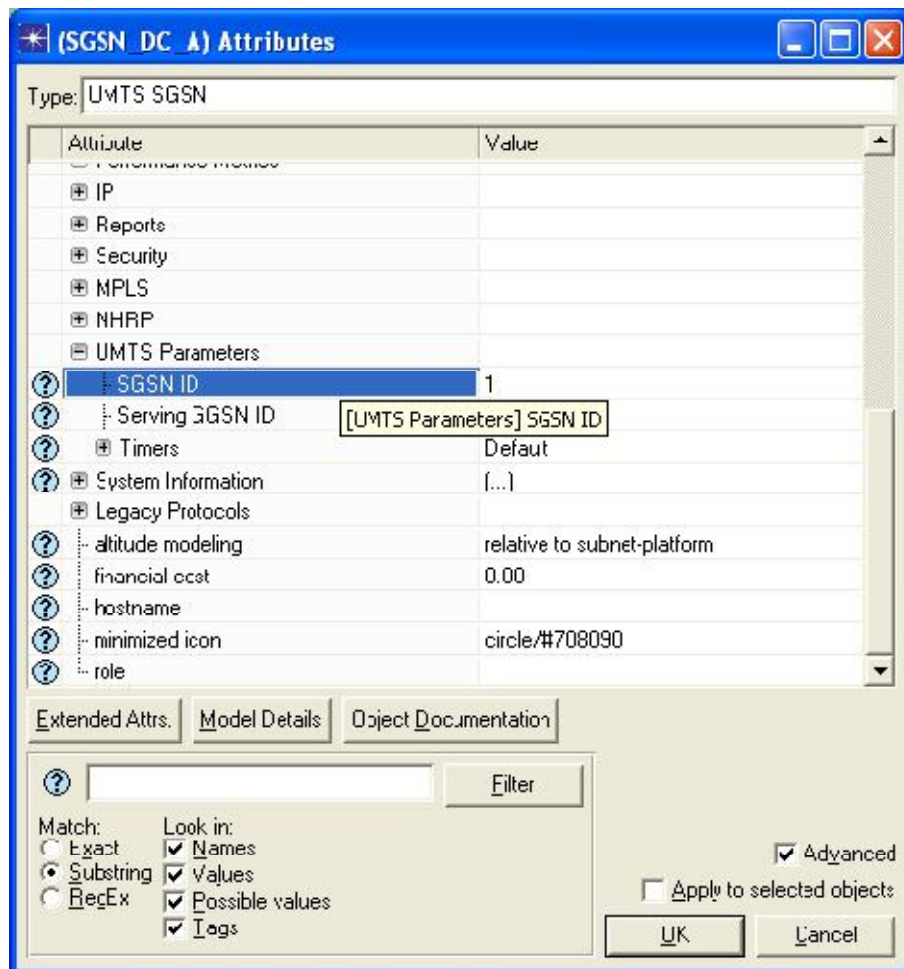 (SGSN_DC_A) Attributes
Type: UMTS SGSN
Attribute Value
IP
Reports
Security
MPLS
NHRP
UMTS Parameters
SGSN ID 1
Serving GGSN ID
[UMTS Parameters] SGSN ID
Timers Default
System Information (...)
Legacy Protocols
altitude modeling relative to subnet-platform
financial cost 0.00
hostname
minimized icon circle/#708090
role
Extended Attrs. Model Details Object Documentation
Filter
Match: Look in:
Exact Names
Substring Values
RegEx Possible values
Tags
Advanced
Apply to selected objects
OK Cancel